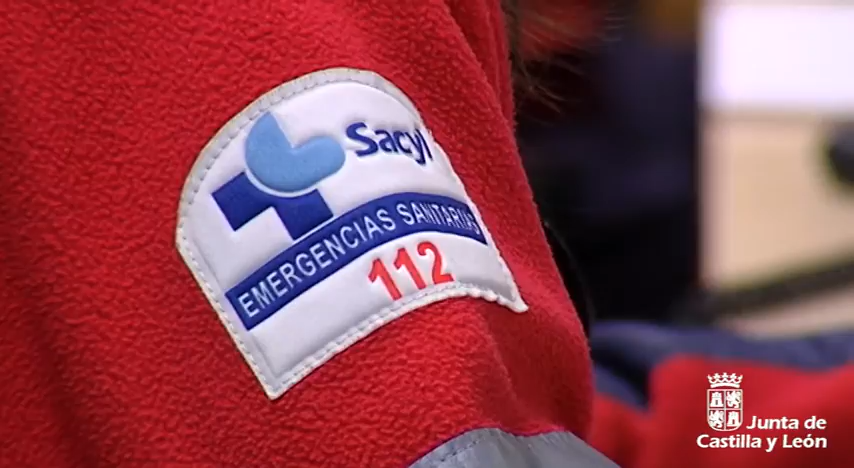 Sacyl
EMERGENCIAS SANITARIAS
112
Junta de
Castilla y León